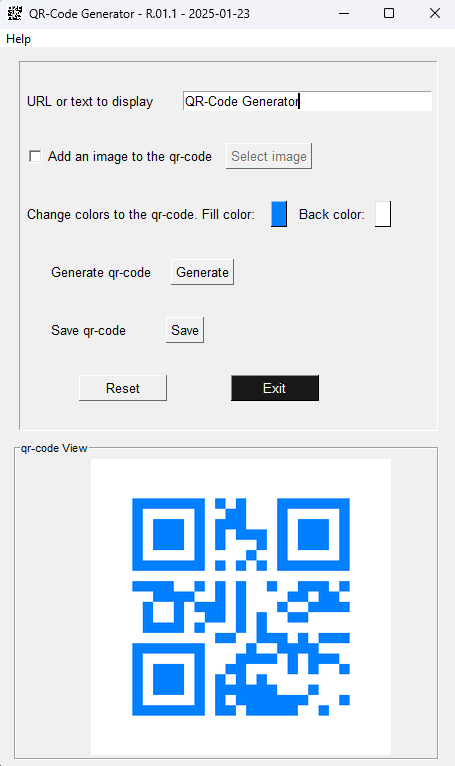 QR-Code Generator - R.01.1 - 2025-01-23
Help
URL or text to display QR-Code Generator
Add an image to the qr-code Select image
Change colors to the qr-code. Fill color: Back color:
Generate qr-code Generate
Save qr-code Save
Reset Exit
qr-code View